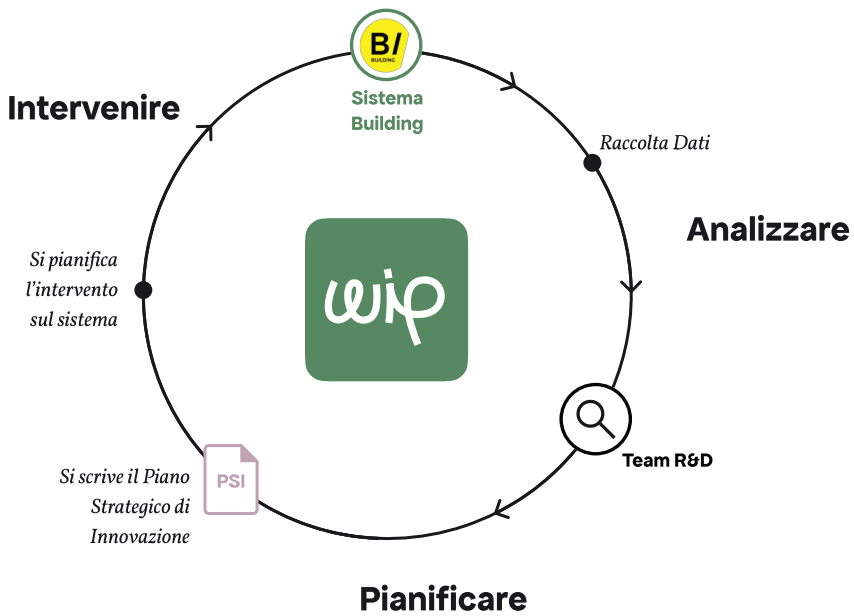 BI
BUILDING
Sistema
Building
Intervenire
Raccolta Dati
Analizzare
Si pianifica
l'intervento
sul sistema
wip
Team R&D
PSI
Si scrive il Piano
Strategico di
Innovazione
Pianificare